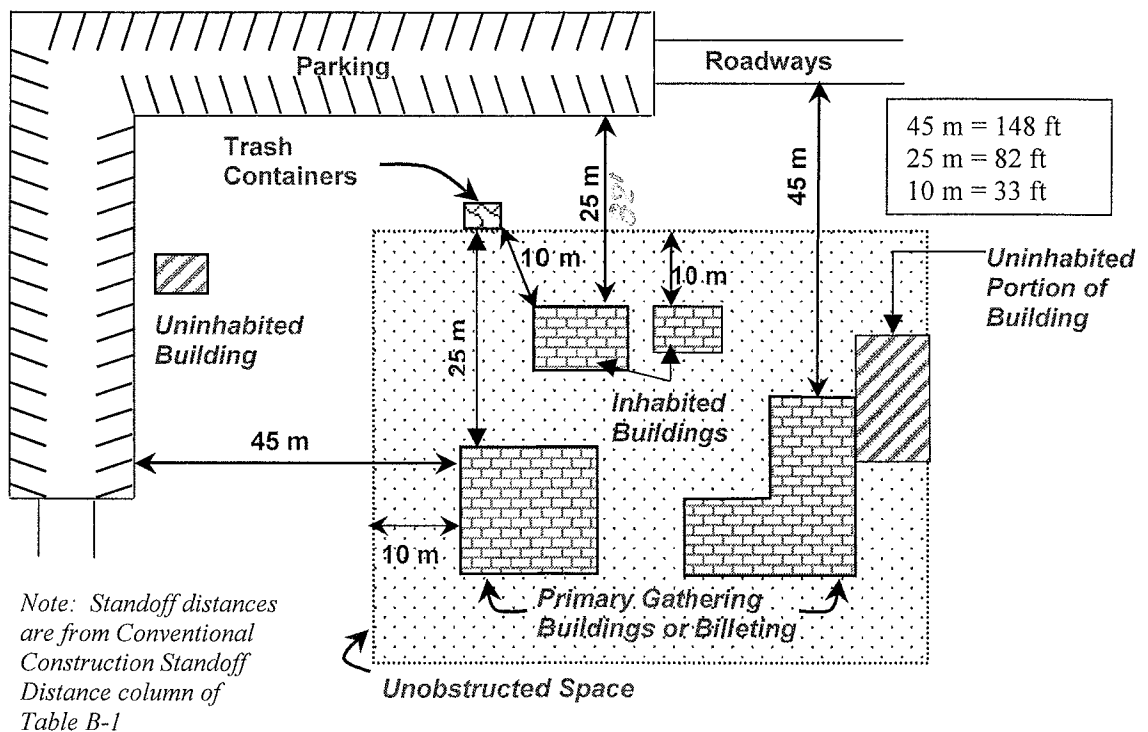 Parking
Roadways
45 m = 148 ft
25 m = 82 ft
10 m = 33 ft
Trash
Containers
25 m
82'
45 m
10 m
10 m
Uninhabited
Portion of
Building
Uninhabited
Building
25 m
Inhabited
Buildings
45 m
10 m
Primary Gathering
Buildings or Billeting
Note: Standoff distances
are from Conventional
Construction Standoff
Distance column of
Table B-1
Unobstructed Space